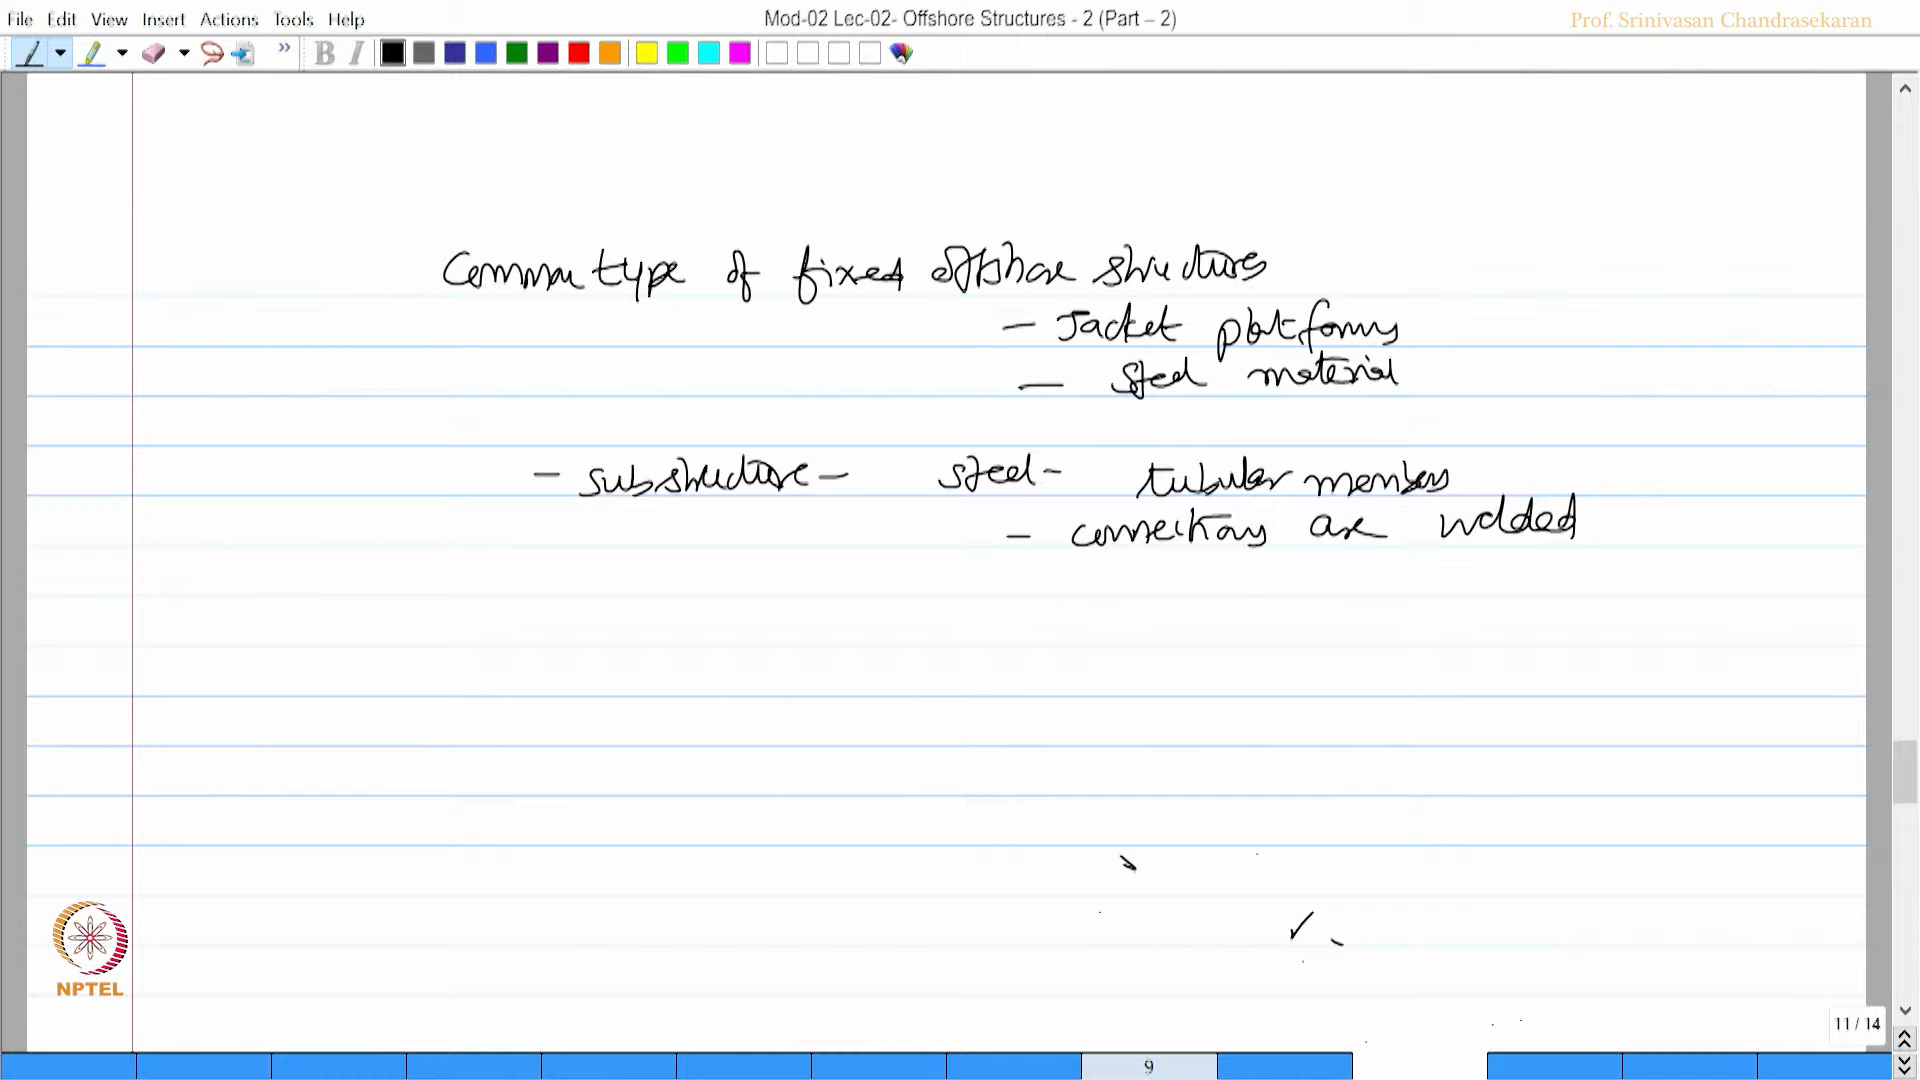 File Edit View Insert Actions Tools Help
Mod-02 Lec-02- Offshore Structures - 2 (Part – 2)
Prof. Srinivasan Chandrasekaran
B I
Common type of fixed offshore structures
- Jacket platforms
- steel material
- substructure - steel - tubular members
- connections are welded
NPTEL
11 / 14
9